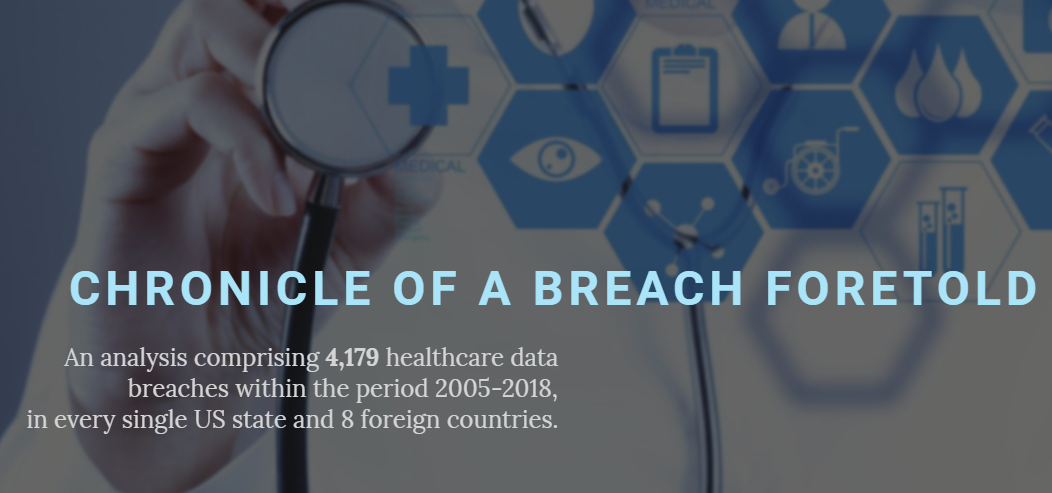 MEDICAL
MEDICAL
CHRONICLE OF A BREACH FORETOLD
An analysis comprising 4,179 healthcare data
breaches within the period 2005-2018,
in every single US state and 8 foreign countries.